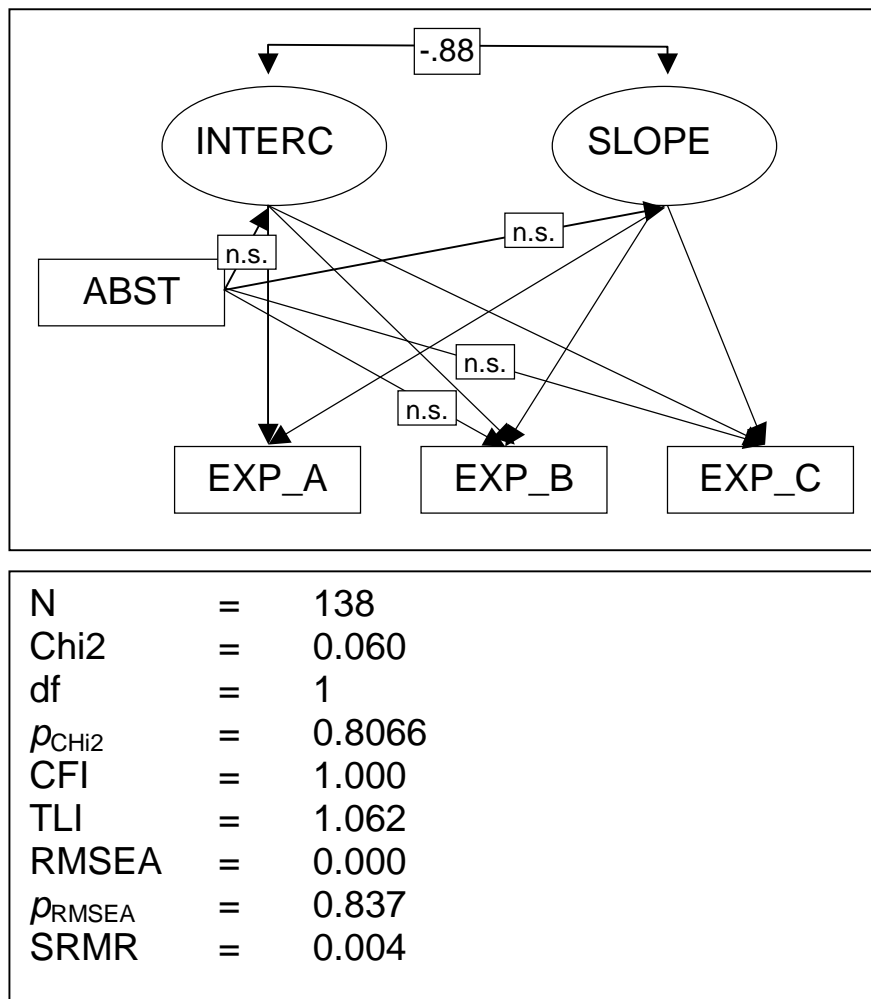 -.88
INTERC SLOPE
n.s. n.s.
ABST
n.s.
n.s.
EXP_A EXP_B EXP_C
N = 138
Chi2 = 0.060
df = 1
pCHi2 = 0.8066
CFI = 1.000
TLI = 1.062
RMSEA = 0.000
pRMSEA = 0.837
SRMR = 0.004